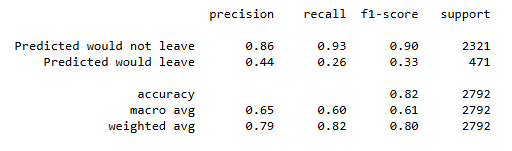 precision recall f1-score support
Predicted would not leave 0.86 0.93 0.90 2321
Predicted would leave 0.44 0.26 0.33 471
accuracy 0.82 2792
macro avg 0.65 0.60 0.61 2792
weighted avg 0.79 0.82 0.80 2792